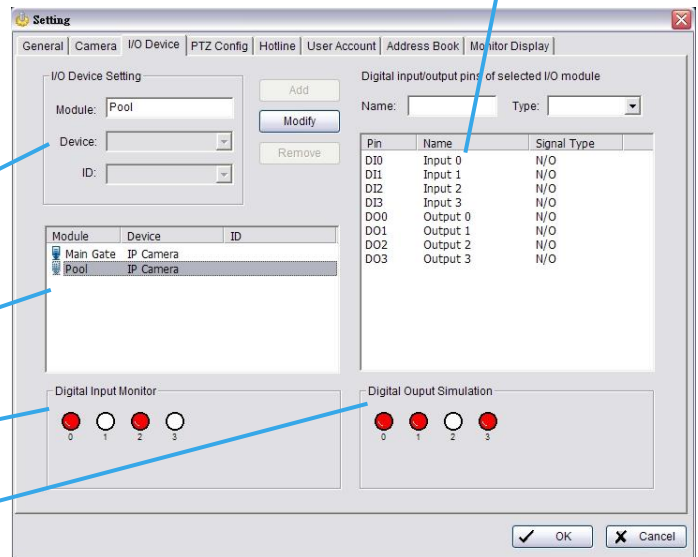 Setting
General Camera I/O Device PTZ Config Hotline User Account Address Book Monitor Display
I/O Device Setting
Module: Pool
Device:
ID:
Add
Modify
Remove
Module Device ID
Main Gate IP Camera
Pool IP Camera
Digital input/output pins of selected I/O module
Name: Type:
Pin Name Signal Type
DI0 Input 0 N/O
DI1 Input 1 N/O
DI2 Input 2 N/O
DI3 Input 3 N/O
DO0 Output 0 N/O
DO1 Output 1 N/O
DO2 Output 2 N/O
DO3 Output 3 N/O
Digital Input Monitor
0 1 2 3
Digital Ouput Simulation
0 1 2 3
OK Cancel